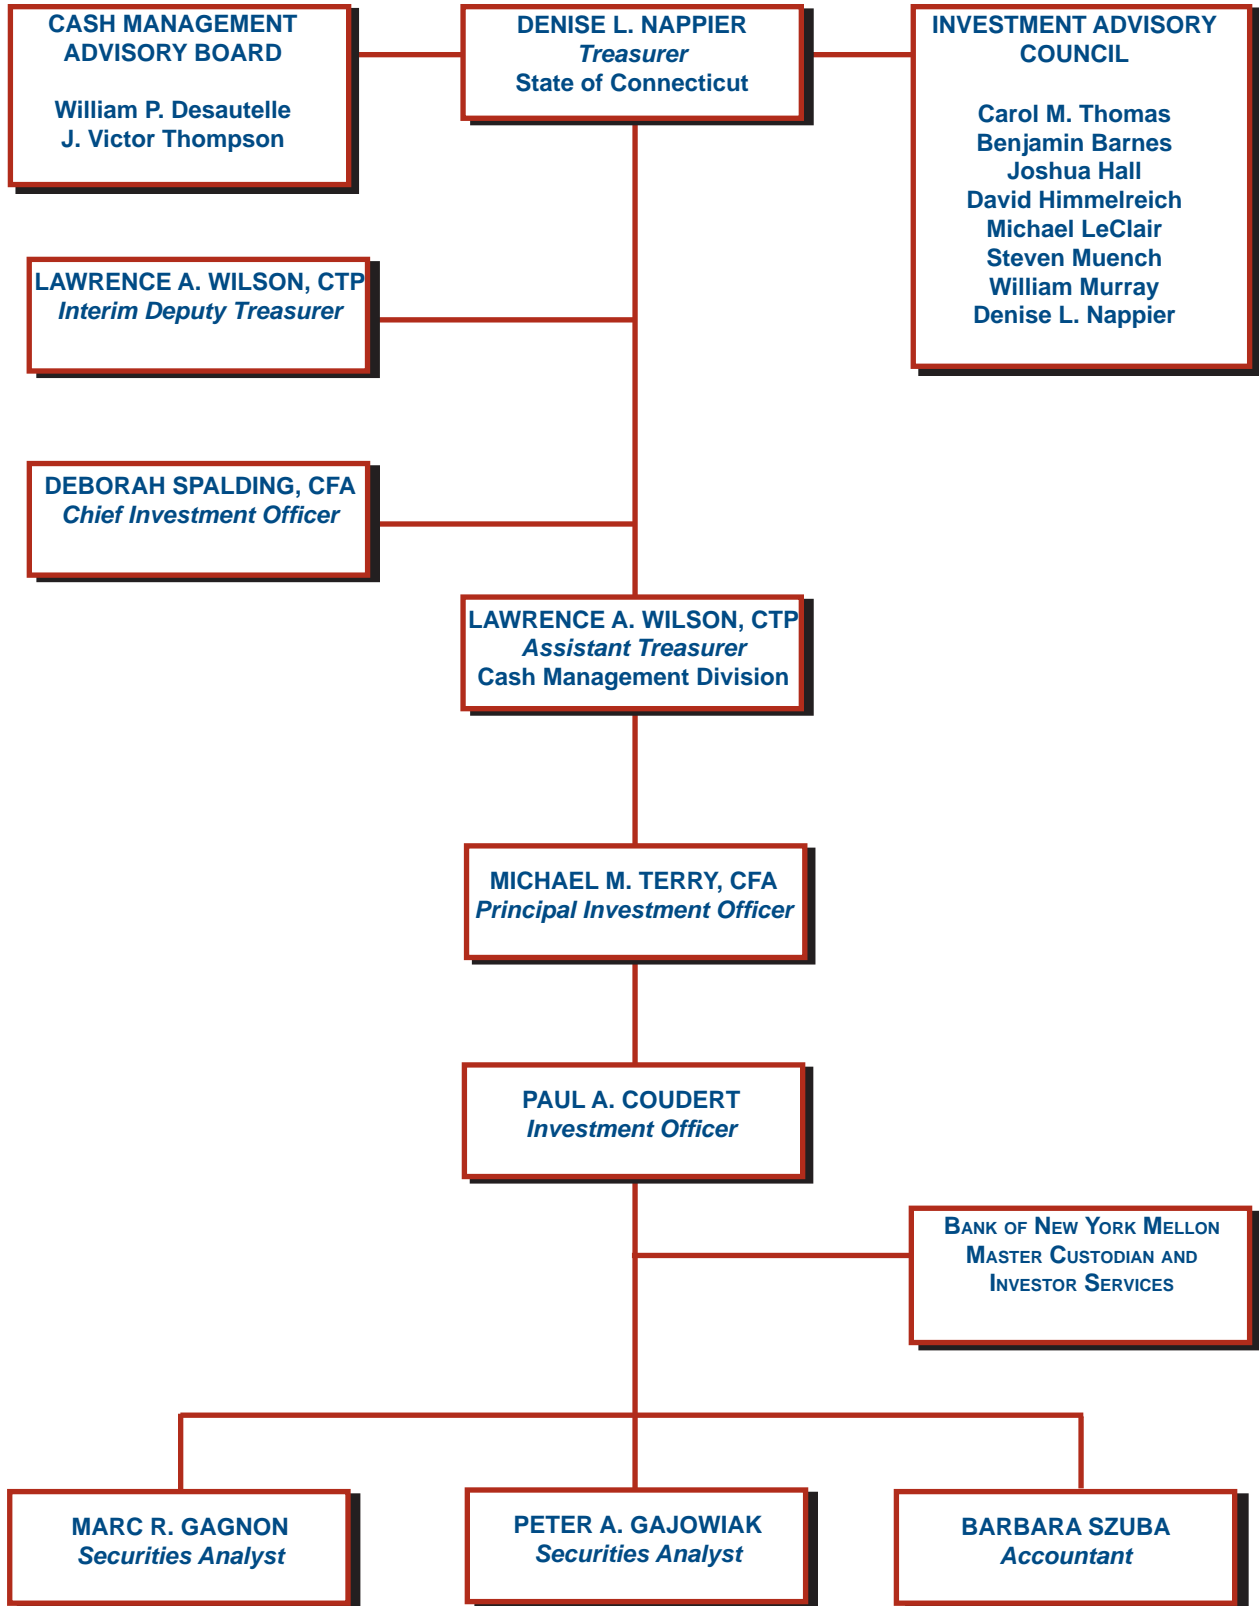 CASH MANAGEMENT
ADVISORY BOARD
William P. Desautelle
J. Victor Thompson
DENISE L. NAPPIER
Treasurer
State of Connecticut
INVESTMENT ADVISORY
COUNCIL
Carol M. Thomas
Benjamin Barnes
Joshua Hall
David Himmelreich
Michael LeClair
Steven Muench
William Murray
Denise L. Nappier
LAWRENCE A. WILSON, CTP
Interim Deputy Treasurer
DEBORAH SPALDING, CFA
Chief Investment Officer
LAWRENCE A. WILSON, CTP
Assistant Treasurer
Cash Management Division
MICHAEL M. TERRY, CFA
Principal Investment Officer
PAUL A. COUDERT
Investment Officer
Bank of New York Mellon
Master Custodian and
Investor Services
MARC R. GAGNON
Securities Analyst
PETER A. GAJOWIAK
Securities Analyst
BARBARA SZUBA
Accountant